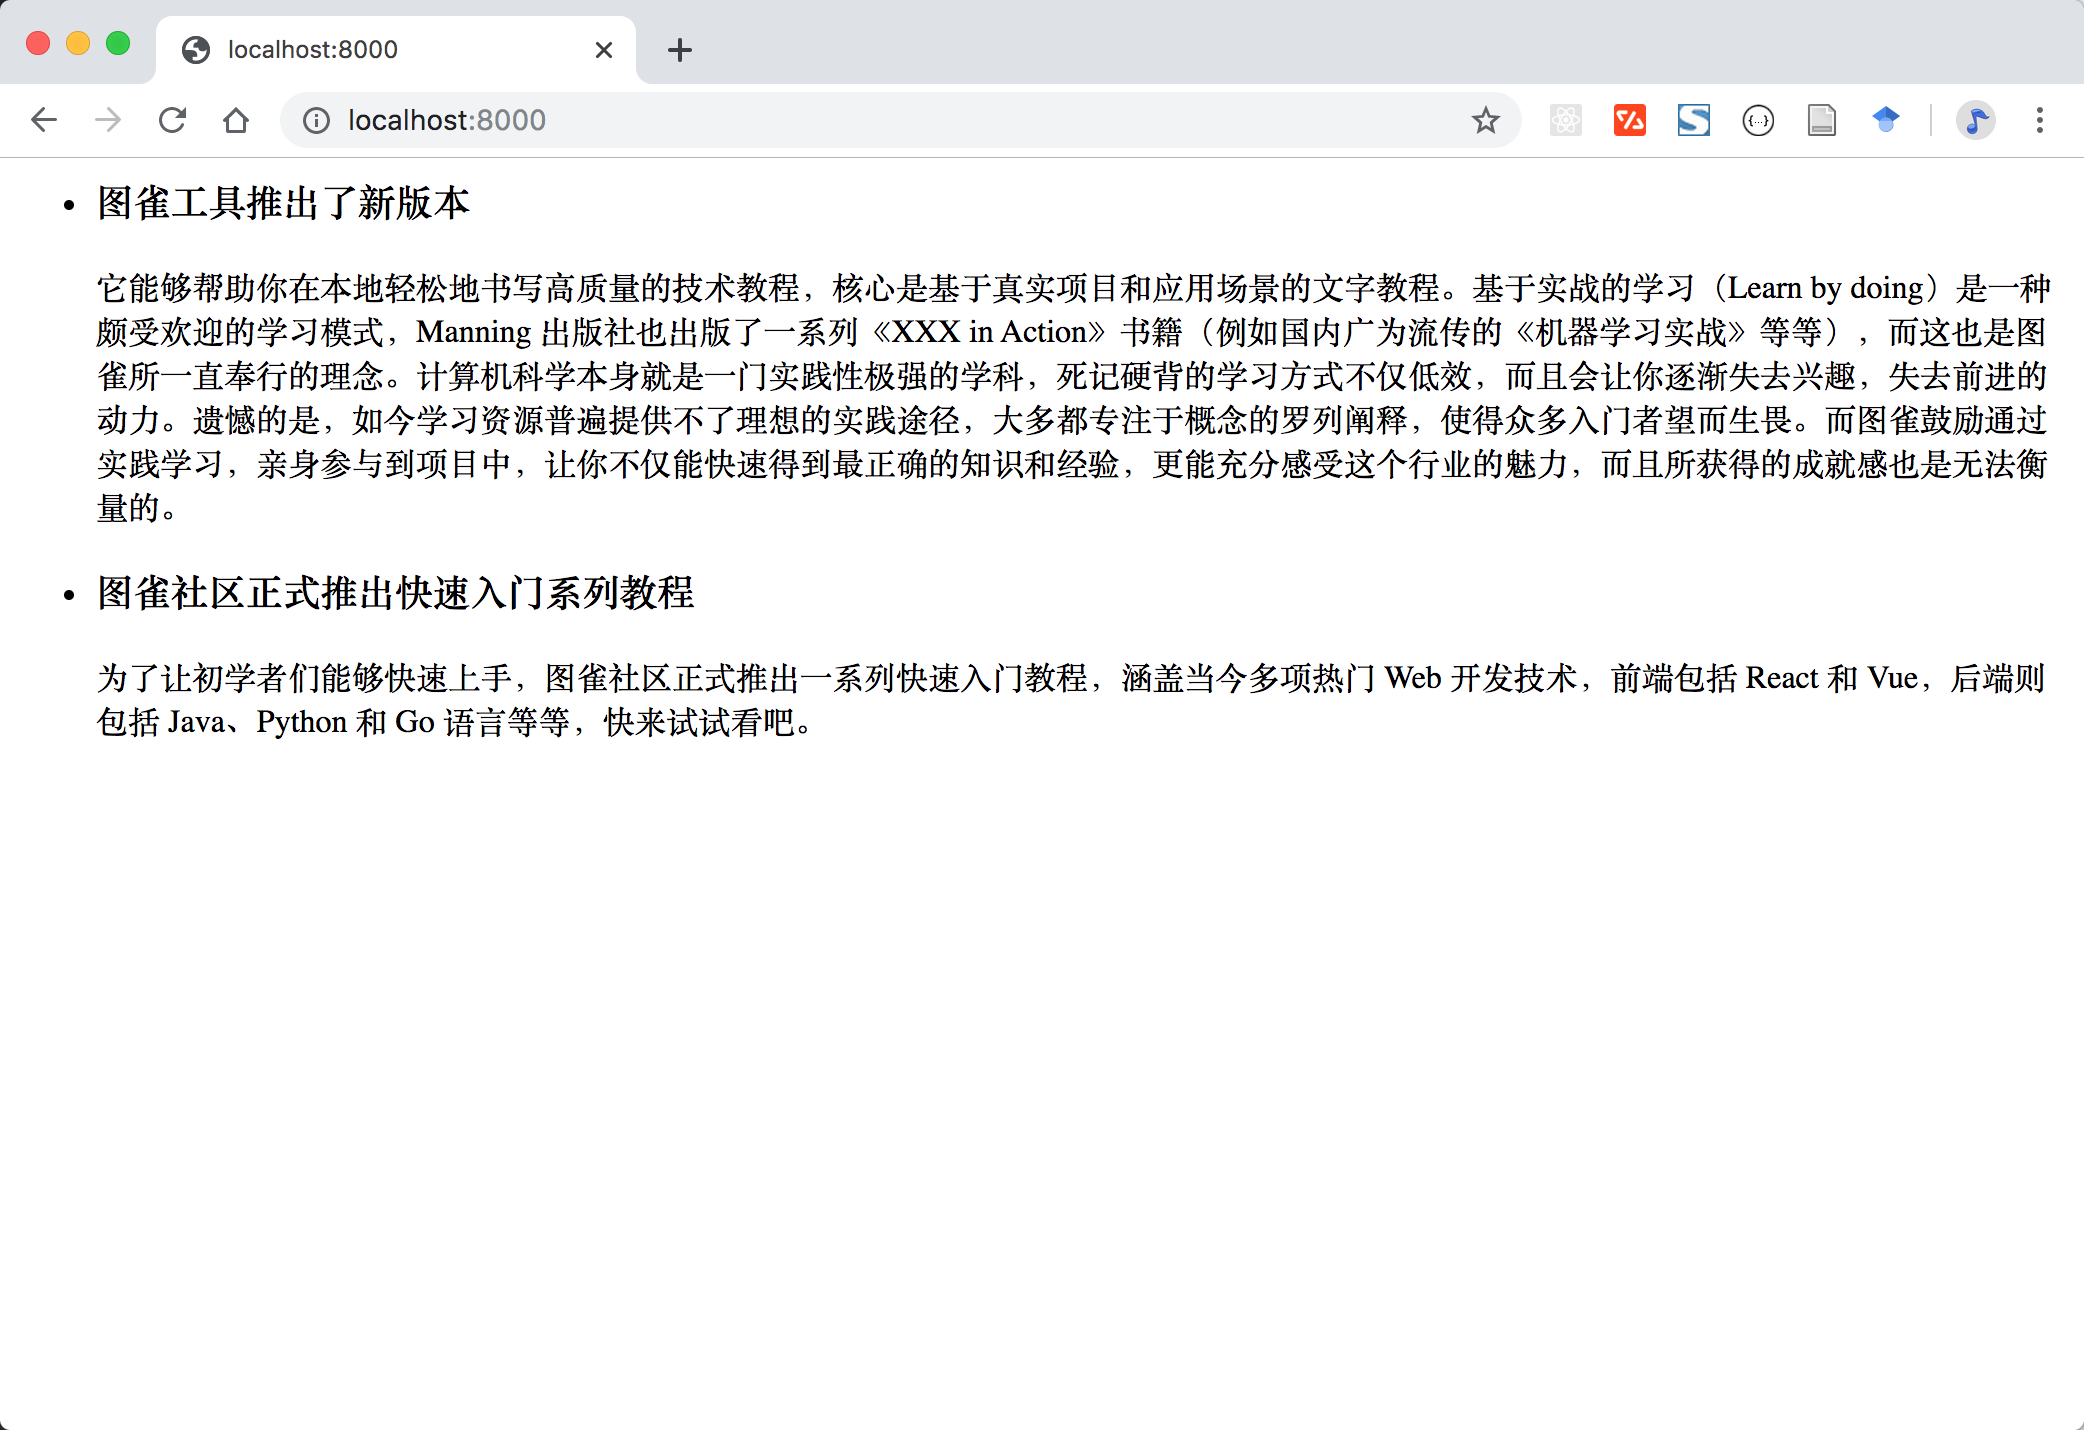 localhost:8000
localhost:8000
图雀工具推出了新版本
它能够帮助你在本地轻松地书写高质量的技术教程，核心是基于真实项目和应用场景的文字教程。基于实战的学习（Learn by doing）是一种
颇受欢迎的学习模式，Manning 出版社也出版了一系列《XXX in Action》书籍（例如国内广为流传的《机器学习实战》等等），而这也是图
雀所一直奉行的理念。计算机科学本身就是一门实践性极强的学科，死记硬背的学习方式不仅低效，而且会让你逐渐失去兴趣，失去前进的
动力。遗憾的是，如今学习资源普遍提供不了理想的实践途径，大多都专注于概念的罗列阐释，使得众多入门者望而生畏。而图雀鼓励通过
实践学习，亲身参与到项目中，让你不仅能快速得到最正确的知识和经验，更能充分感受这个行业的魅力，而且所获得的成就感也是无法衡
量的。
图雀社区正式推出快速入门系列教程
为了让初学者们能够快速上手，图雀社区正式推出一系列快速入门教程，涵盖当今多项热门 Web 开发技术，前端包括 React 和 Vue，后端则
包括 Java、Python 和 Go 语言等等，快来试试看吧。